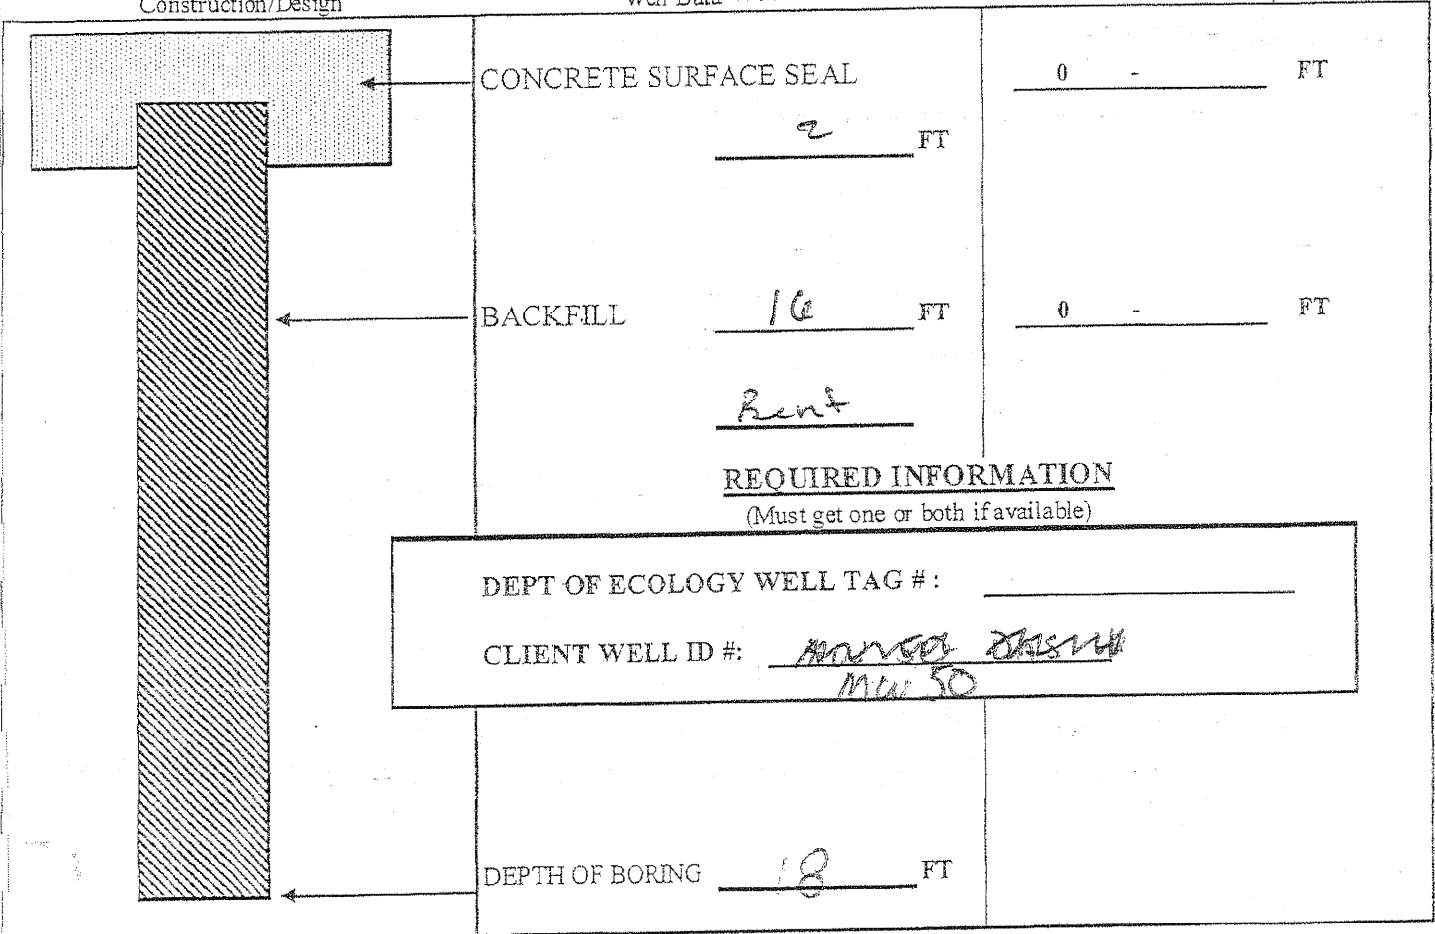 Construction/Design
Well Data
CONCRETE SURFACE SEAL 0 - FT
2 FT
BACKFILL 16 FT 0 - FT
Bent
REQUIRED INFORMATION
(Must get one or both if available)
DEPT OF ECOLOGY WELL TAG # :
CLIENT WELL ID #:
MW 50
DEPTH OF BORING 18 FT